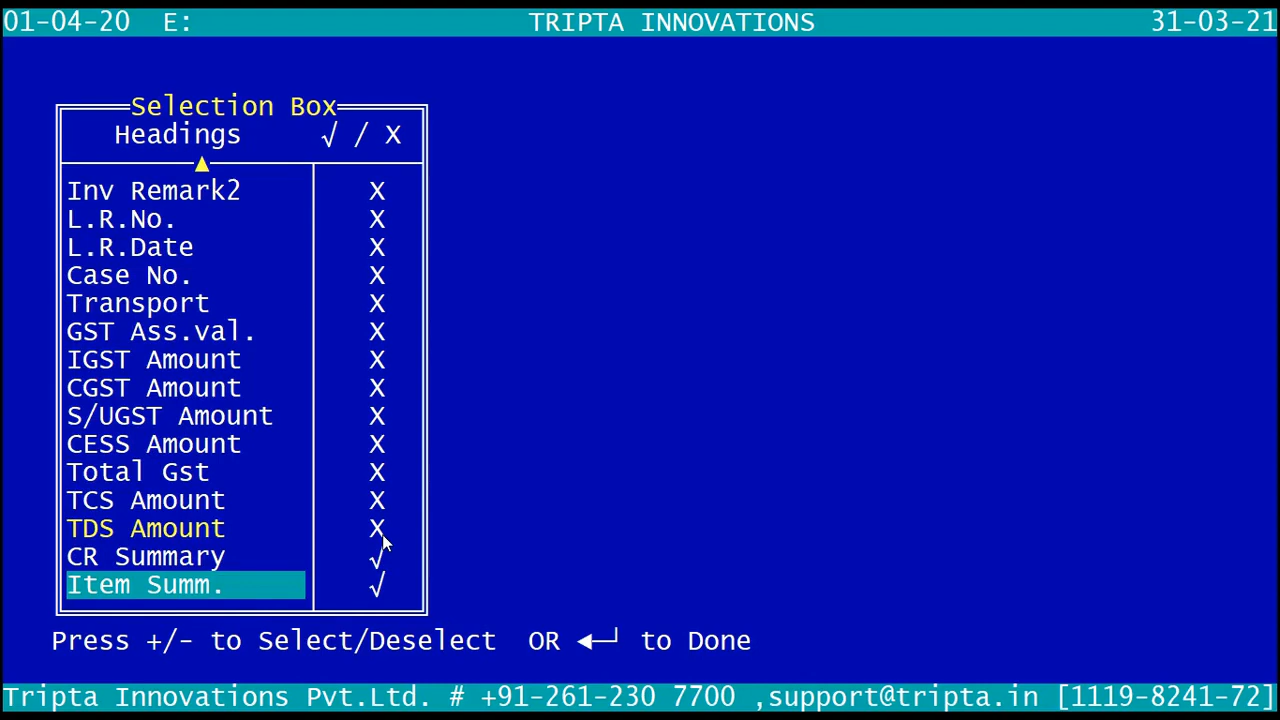 01-04-20 E: TRIPTA INNOVATIONS 31-03-21
Selection Box
Headings √ / X
Inv Remark2 X
L.R.No. X
L.R.Date X
Case No. X
Transport X
GST Ass.val. X
IGST Amount X
CGST Amount X
S/UGST Amount X
CESS Amount X
Total Gst X
TCS Amount X
TDS Amount X
CR Summary √
Item Summ. √
Press +/- to Select/Deselect OR ◄─┘ to Done
Tripta Innovations Pvt.Ltd. # +91-261-230 7700 ,support@tripta.in [1119-8241-72]